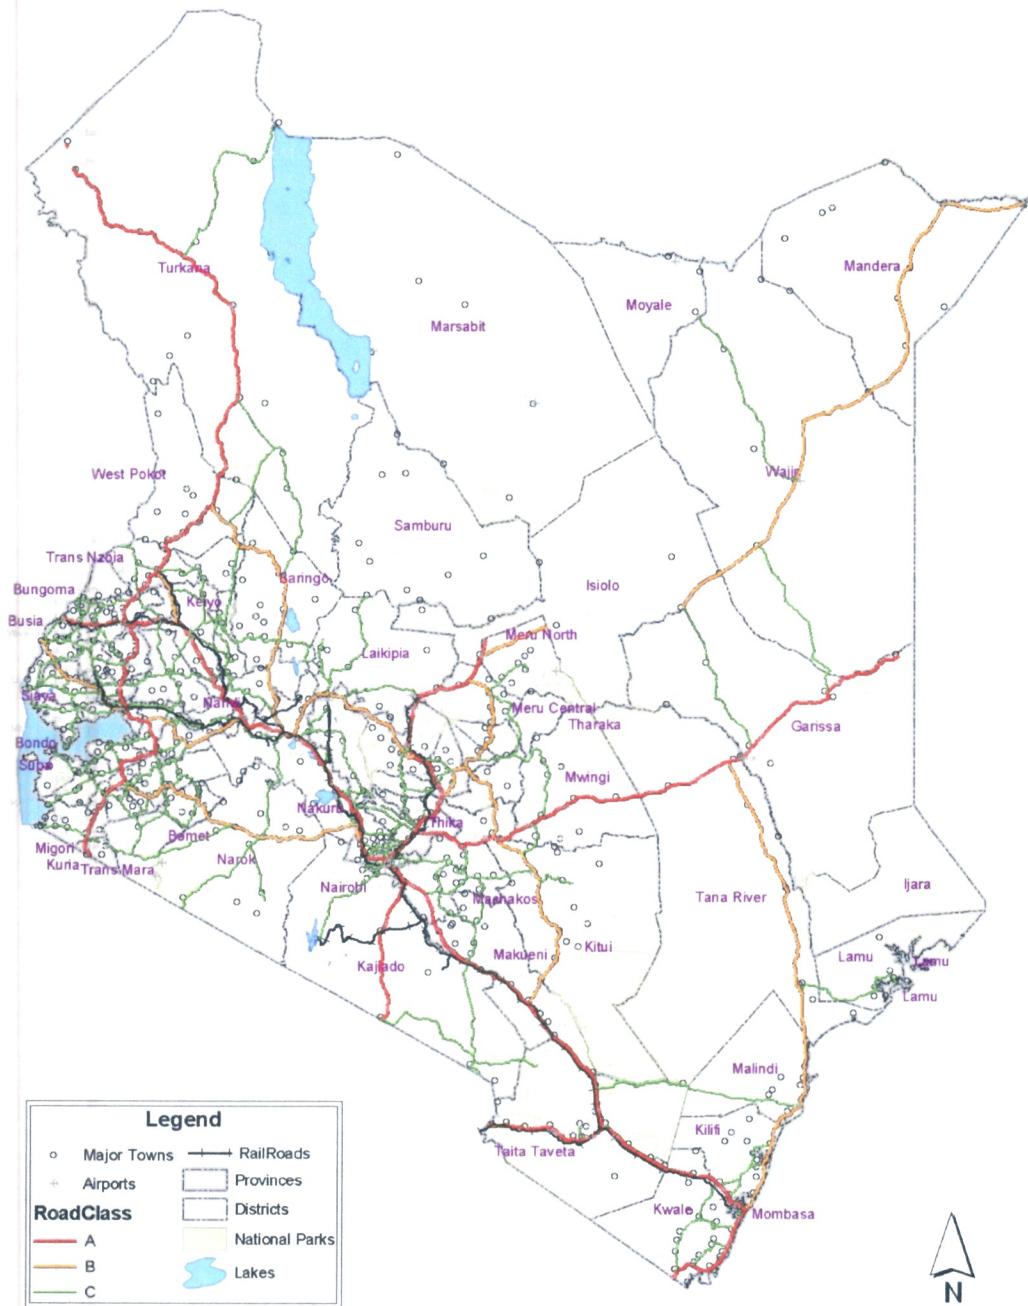 Turkana
Mandera
Moyale
Marsabit
West Pokot
Wajir
Samburu
Trans Nzoia
Baringo
Isiolo
Bungoma
Keiyo
Busia
Meru North
Laikipia
Siaya
Nandi
Meru Central
Tharaka
Garissa
Bondo
Suba
Mwingi
Nakuru
Thika
Bomet
Migori
Kuria
Trans Mara
Narok
Nairobi
Machakos
Tana River
Ijara
Makueni
Kitui
Kajiado
Lamu
Lamu
Lamu
Malindi
Kilifi
Taita Taveta
Kwale
Mombasa
Legend
Major Towns
RailRoads
Airports
Provinces
RoadClass
Districts
A
National Parks
B
Lakes
C
N